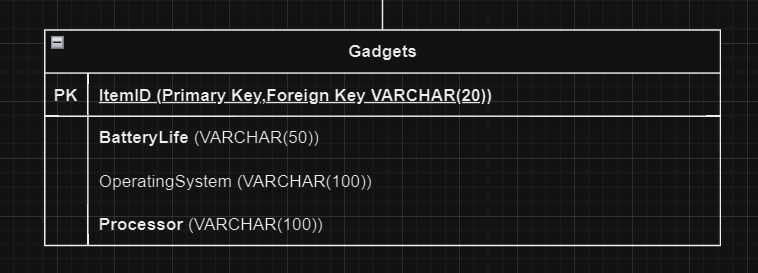 Gadgets
PK ItemID (Primary Key,Foreign Key VARCHAR(20))
BatteryLife (VARCHAR(50))
OperatingSystem (VARCHAR(100))
Processor (VARCHAR(100))